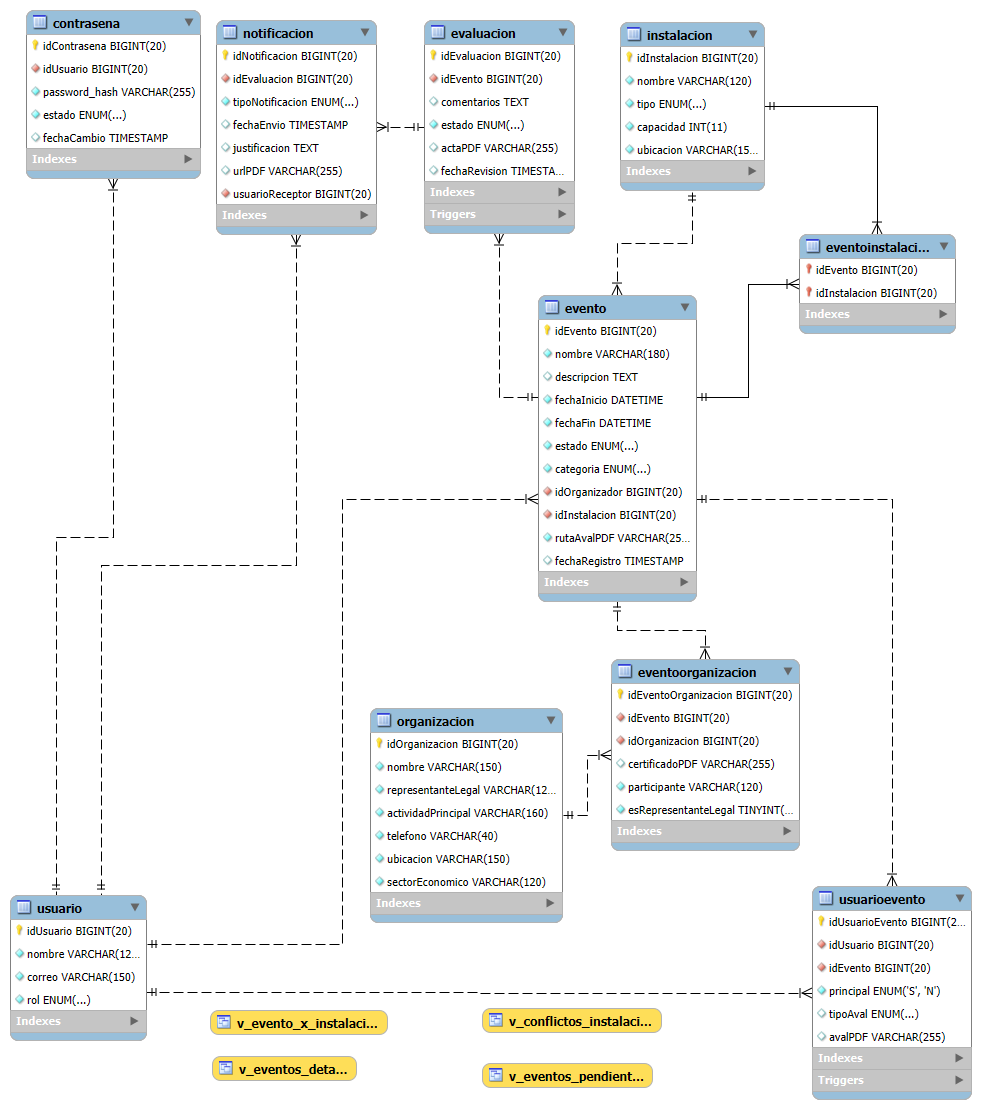 contrasena
idContrasena BIGINT(20)
idUsuario BIGINT(20)
password_hash VARCHAR(255)
estado ENUM(...)
fechaCambio TIMESTAMP
Indexes
notificacion
idNotificacion BIGINT(20)
idEvaluacion BIGINT(20)
tipoNotificacion ENUM(...)
fechaEnvio TIMESTAMP
justificacion TEXT
urlPDF VARCHAR(255)
usuarioReceptor BIGINT(20)
Indexes
evaluacion
idEvaluacion BIGINT(20)
idEvento BIGINT(20)
comentarios TEXT
estado ENUM(...)
actaPDF VARCHAR(255)
fechaRevision TIMESTA...
Indexes
Triggers
instalacion
idInstalacion BIGINT(20)
nombre VARCHAR(120)
tipo ENUM(...)
capacidad INT(11)
ubicacion VARCHAR(15...
Indexes
eventoinstalaci...
idEvento BIGINT(20)
idInstalacion BIGINT(20)
Indexes
evento
idEvento BIGINT(20)
nombre VARCHAR(180)
descripcion TEXT
fechaInicio DATETIME
fechaFin DATETIME
estado ENUM(...)
categoria ENUM(...)
idOrganizador BIGINT(20)
idInstalacion BIGINT(20)
rutaAvalPDF VARCHAR(25...
fechaRegistro TIMESTAMP
Indexes
eventoorganizacion
idEventoOrganizacion BIGINT(20)
idEvento BIGINT(20)
idOrganizacion BIGINT(20)
certificadoPDF VARCHAR(255)
participante VARCHAR(120)
esRepresentanteLegal TINYINT(...
Indexes
organizacion
idOrganizacion BIGINT(20)
nombre VARCHAR(150)
representanteLegal VARCHAR(12...
actividadPrincipal VARCHAR(160)
telefono VARCHAR(40)
ubicacion VARCHAR(150)
sectorEconomico VARCHAR(120)
Indexes
usuario
idUsuario BIGINT(20)
nombre VARCHAR(12...
correo VARCHAR(150)
rol ENUM(...)
Indexes
usuarioevento
idUsuarioEvento BIGINT(2...
idUsuario BIGINT(20)
idEvento BIGINT(20)
principal ENUM('S', 'N')
tipoAval ENUM(...)
avalPDF VARCHAR(255)
Indexes
Triggers
v_evento_x_instalaci...
v_conflictos_instalaci...
v_eventos_deta...
v_eventos_pendient...